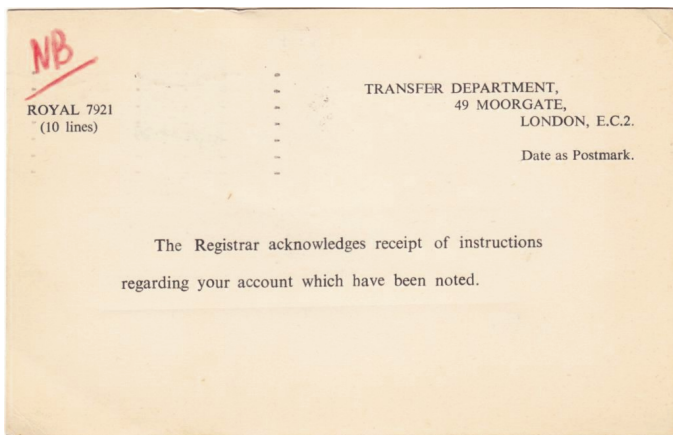 NB
ROYAL 7921
(10 lines)
TRANSFER DEPARTMENT,
49 MOORGATE,
LONDON, E.C.2.
Date as Postmark.
The Registrar acknowledges receipt of instructions
regarding your account which have been noted.